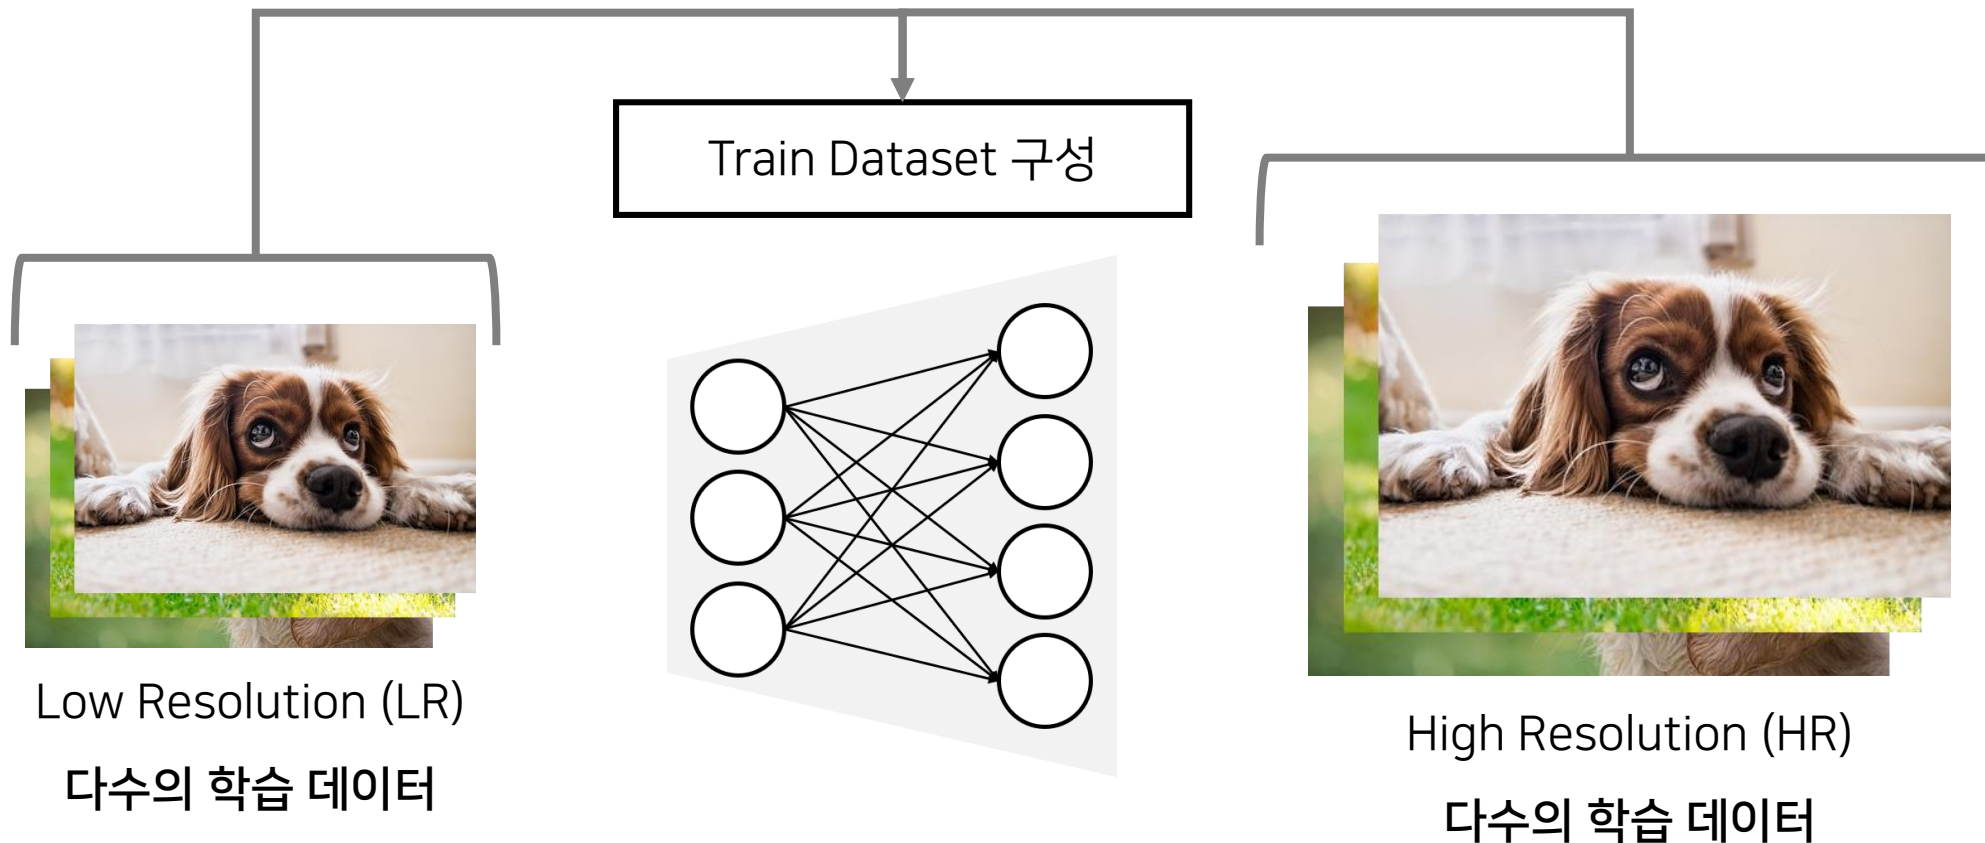 Train Dataset 구성
Low Resolution (LR)
다수의 학습 데이터
High Resolution (HR)
다수의 학습 데이터